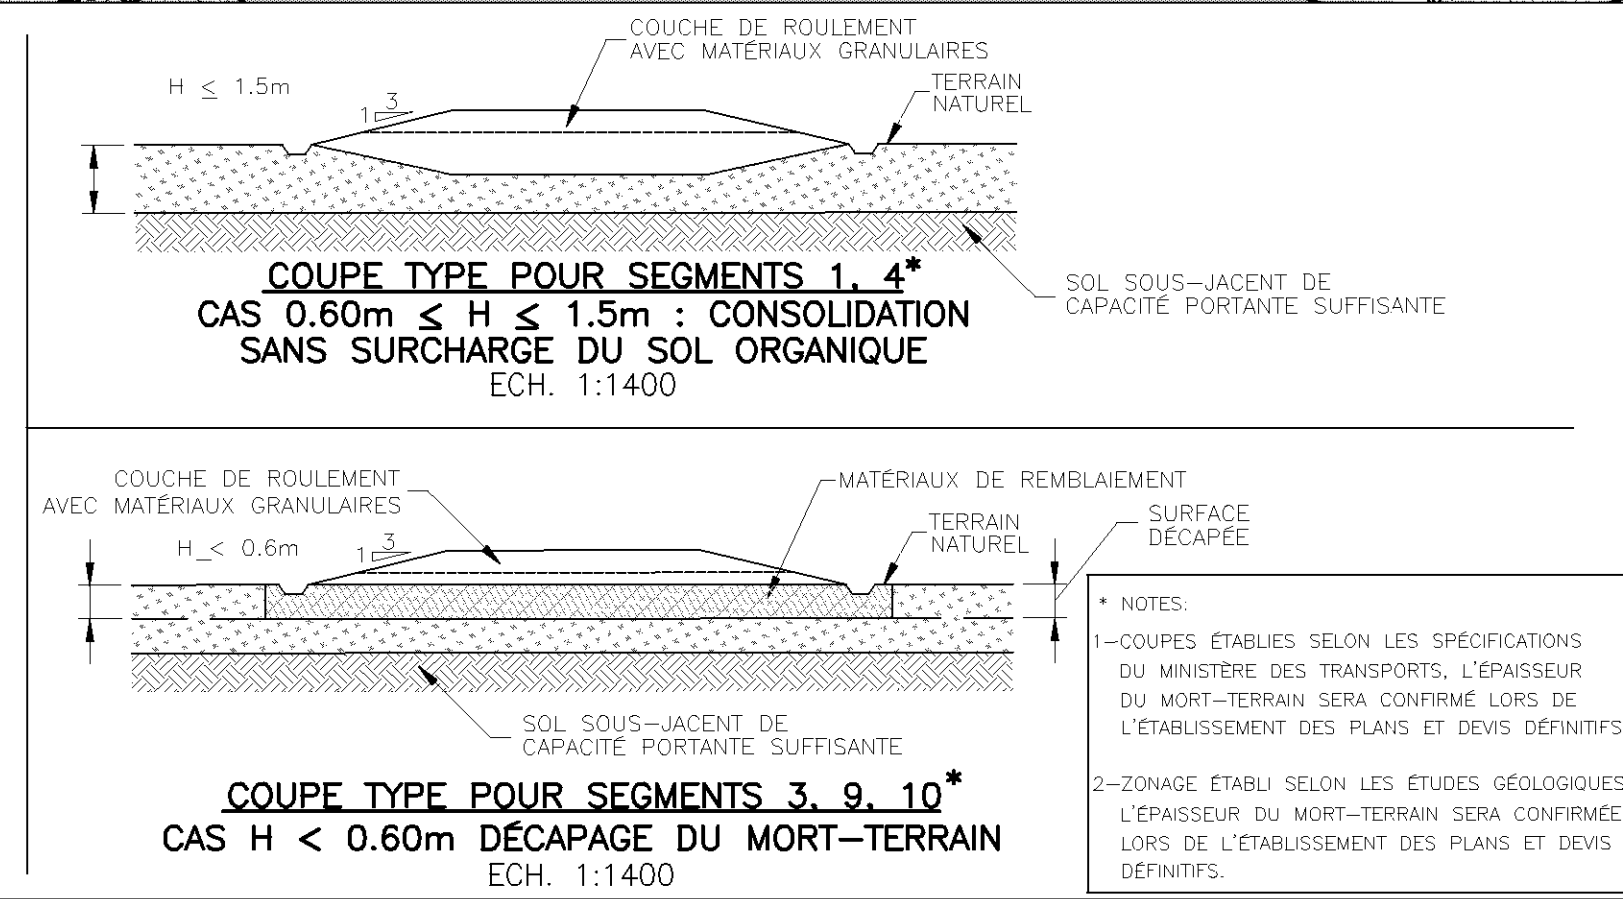 COUCHE DE ROULEMENT
AVEC MATÉRIAUX GRANULAIRES
H ≤ 1.5m
1
3
TERRAIN
NATUREL
SOL SOUS-JACENT DE
CAPACITÉ PORTANTE SUFFISANTE
COUPE TYPE POUR SEGMENTS 1, 4*
CAS 0.60m ≤ H ≤ 1.5m : CONSOLIDATION
SANS SURCHARGE DU SOL ORGANIQUE
ECH. 1:1400
COUCHE DE ROULEMENT
AVEC MATÉRIAUX GRANULAIRES
MATÉRIAUX DE REMBLAIEMENT
H_< 0.6m
1
3
TERRAIN
NATUREL
SURFACE
DÉCAPÉE
SOL SOUS-JACENT DE
CAPACITÉ PORTANTE SUFFISANTE
COUPE TYPE POUR SEGMENTS 3, 9, 10*
CAS H < 0.60m DÉCAPAGE DU MORT-TERRAIN
ECH. 1:1400
* NOTES:
1-COUPES ÉTABLIES SELON LES SPÉCIFICATIONS
DU MINISTÈRE DES TRANSPORTS, L'ÉPAISSEUR
DU MORT-TERRAIN SERA CONFIRMÉ LORS DE
L'ÉTABLISSEMENT DES PLANS ET DEVIS DÉFINITIFS
2-ZONAGE ÉTABLI SELON LES ÉTUDES GÉOLOGIQUES
L'ÉPAISSEUR DU MORT-TERRAIN SERA CONFIRMÉE
LORS DE L'ÉTABLISSEMENT DES PLANS ET DEVIS
DÉFINITIFS.